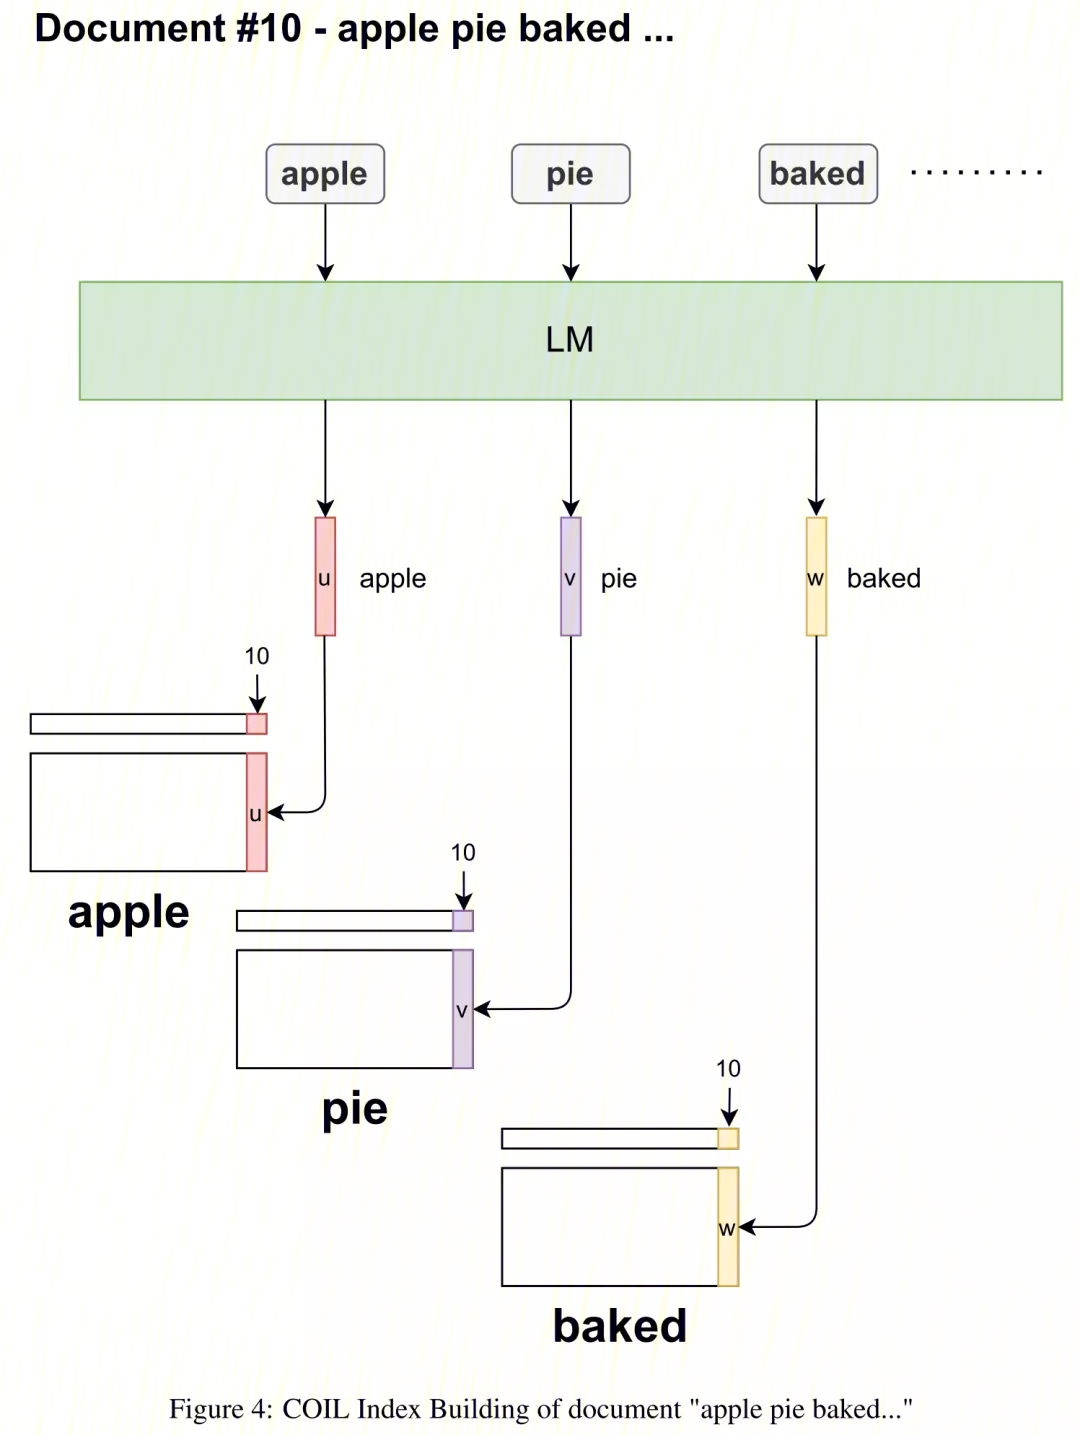 Document #10 - apple pie baked ...
apple pie baked .........
LM
u apple v pie w baked
10
u
apple
10
v
pie
10
w
baked
Figure 4: COIL Index Building of document "apple pie baked..."